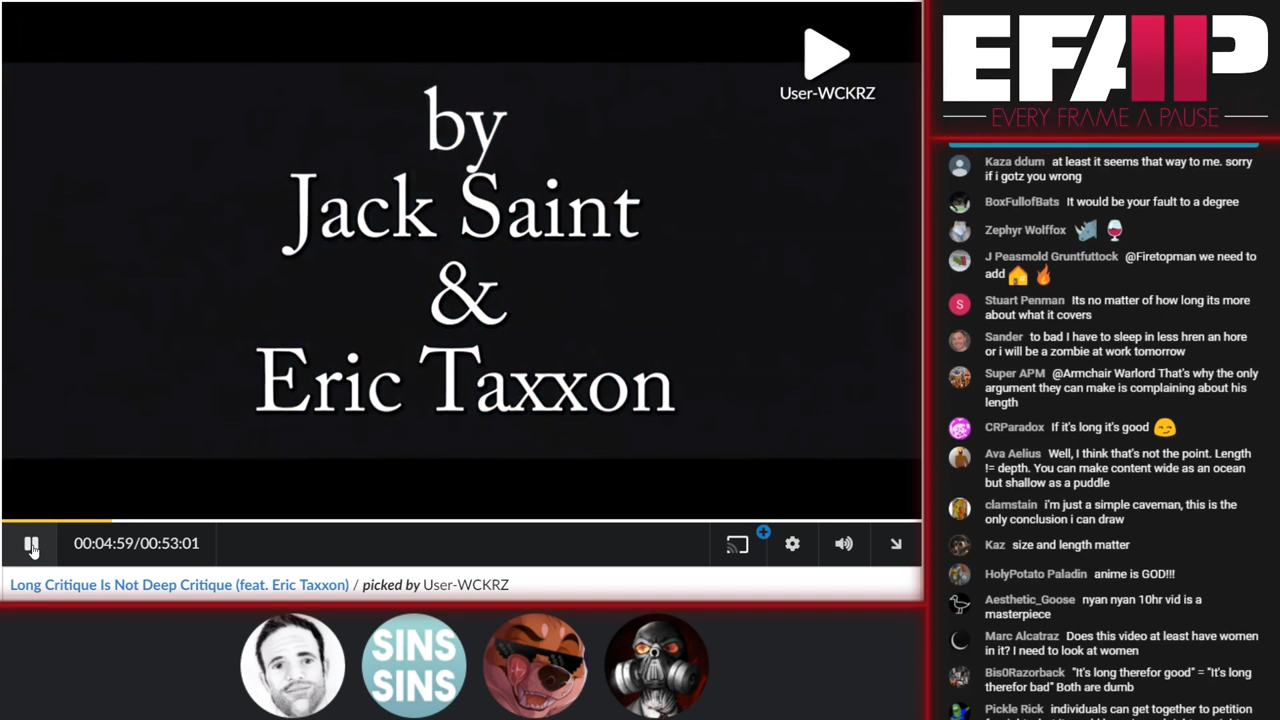 by
Jack Saint
&
Eric Taxxon
User-WCKRZ
00:04:59/00:53:01
Long Critique Is Not Deep Critique (feat. Eric Taxxon) / picked by User-WCKRZ
SINS
SINS
EFAP
EVERY FRAME A PAUSE
Kaza ddum at least it seems that way to me. sorry
if i gotz you wrong
BoxFullofBats It would be your fault to a degree
Zephyr Wolffox
J Peasmold Gruntfuttock @Firetopman we need to
add
Stuart Penman Its no matter of how long its more
about what it covers
Sander to bad I have to sleep in less hren an hore
or i will be a zombie at work tomorrow
Super APM @Armchair Warlord That's why the only
argument they can make is complaining about his
length
CRParadox If it's long it's good
Ava Aelius Well, I think that's not the point. Length
!= depth. You can make content wide as an ocean
but shallow as a puddle
clamstain i'm just a simple caveman, this is the
only conclusion i can draw
Kaz size and length matter
HolyPotato Paladin anime is GOD!!!
Aesthetic_Goose nyan nyan 10hr vid is a
masterpiece
Marc Alcatraz Does this video at least have women
in it? I need to look at women
Bis0Razorback "It's long therefor good" = "It's long
therefor bad" Both are dumb
Pickle Rick individuals can get together to petition